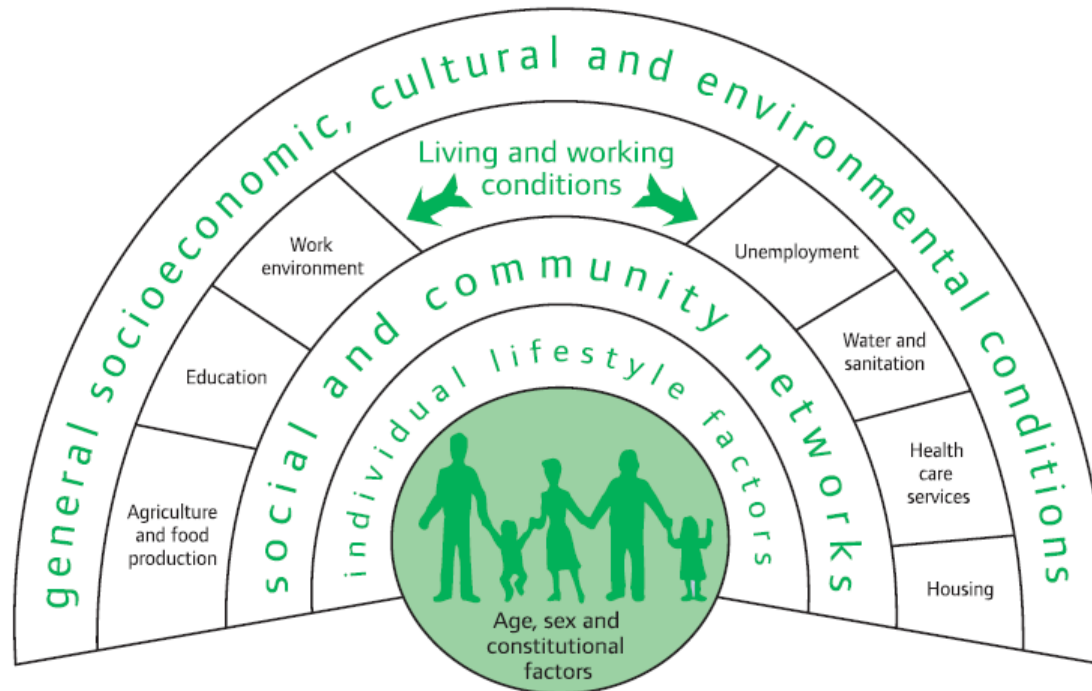 general socioeconomic, cultural and environmental conditions
Living and working
conditions
Work
environment
Education
Agriculture
and food
production
Unemployment
Water and
sanitation
Health
care
services
Housing
social and community networks
individual lifestyle factors
Age, sex and
constitutional
factors